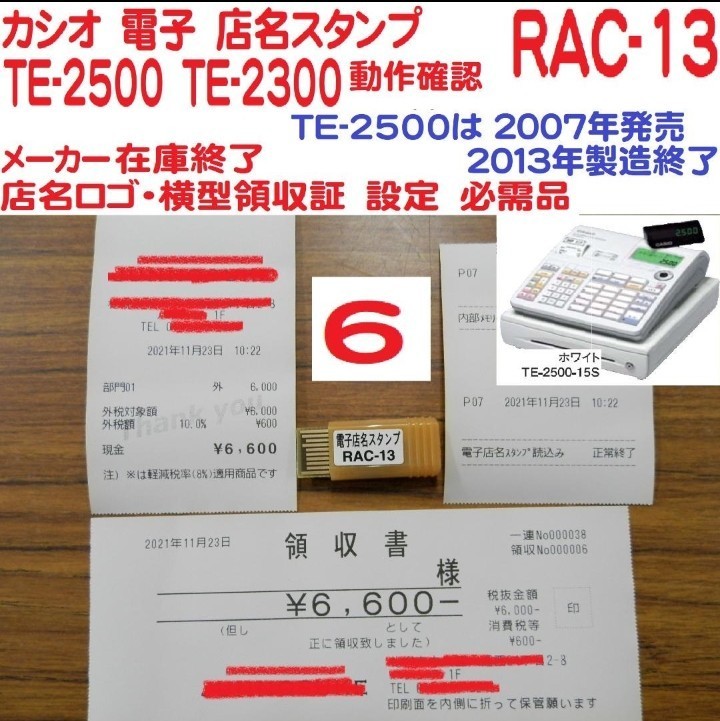 カシオ 電子 店名スタンプ
RAC-13
TE-2500 TE-2300 動作確認
TE-2500は 2007年発売
メーカー在庫終了
2013年製造終了
店名ロゴ・横型領収証 設定 必需品
1F
TEL
2021年11月23日 10:22
部門01 外 6,000
外税対象額 ¥6,000
外税額 10.0% ¥600
Thank you
現金 ¥6,600
注) ※は軽減税率(8%)適用商品です
6
P07
2500
ホワイト
TE-2500-15S
P07 2021年11月23日 10:22
電子店名スタンプ読込み 正常終了
電子店名スタンプ
RAC-13
2021年11月23日
領収書
一連No000038
領収No000006
様
¥6,600-
税抜金額
¥6,000-
消費税等
¥600-
印
(但し として
正に領収致しました)
2-8
1F
TEL
印刷面を内側に折って保管願います